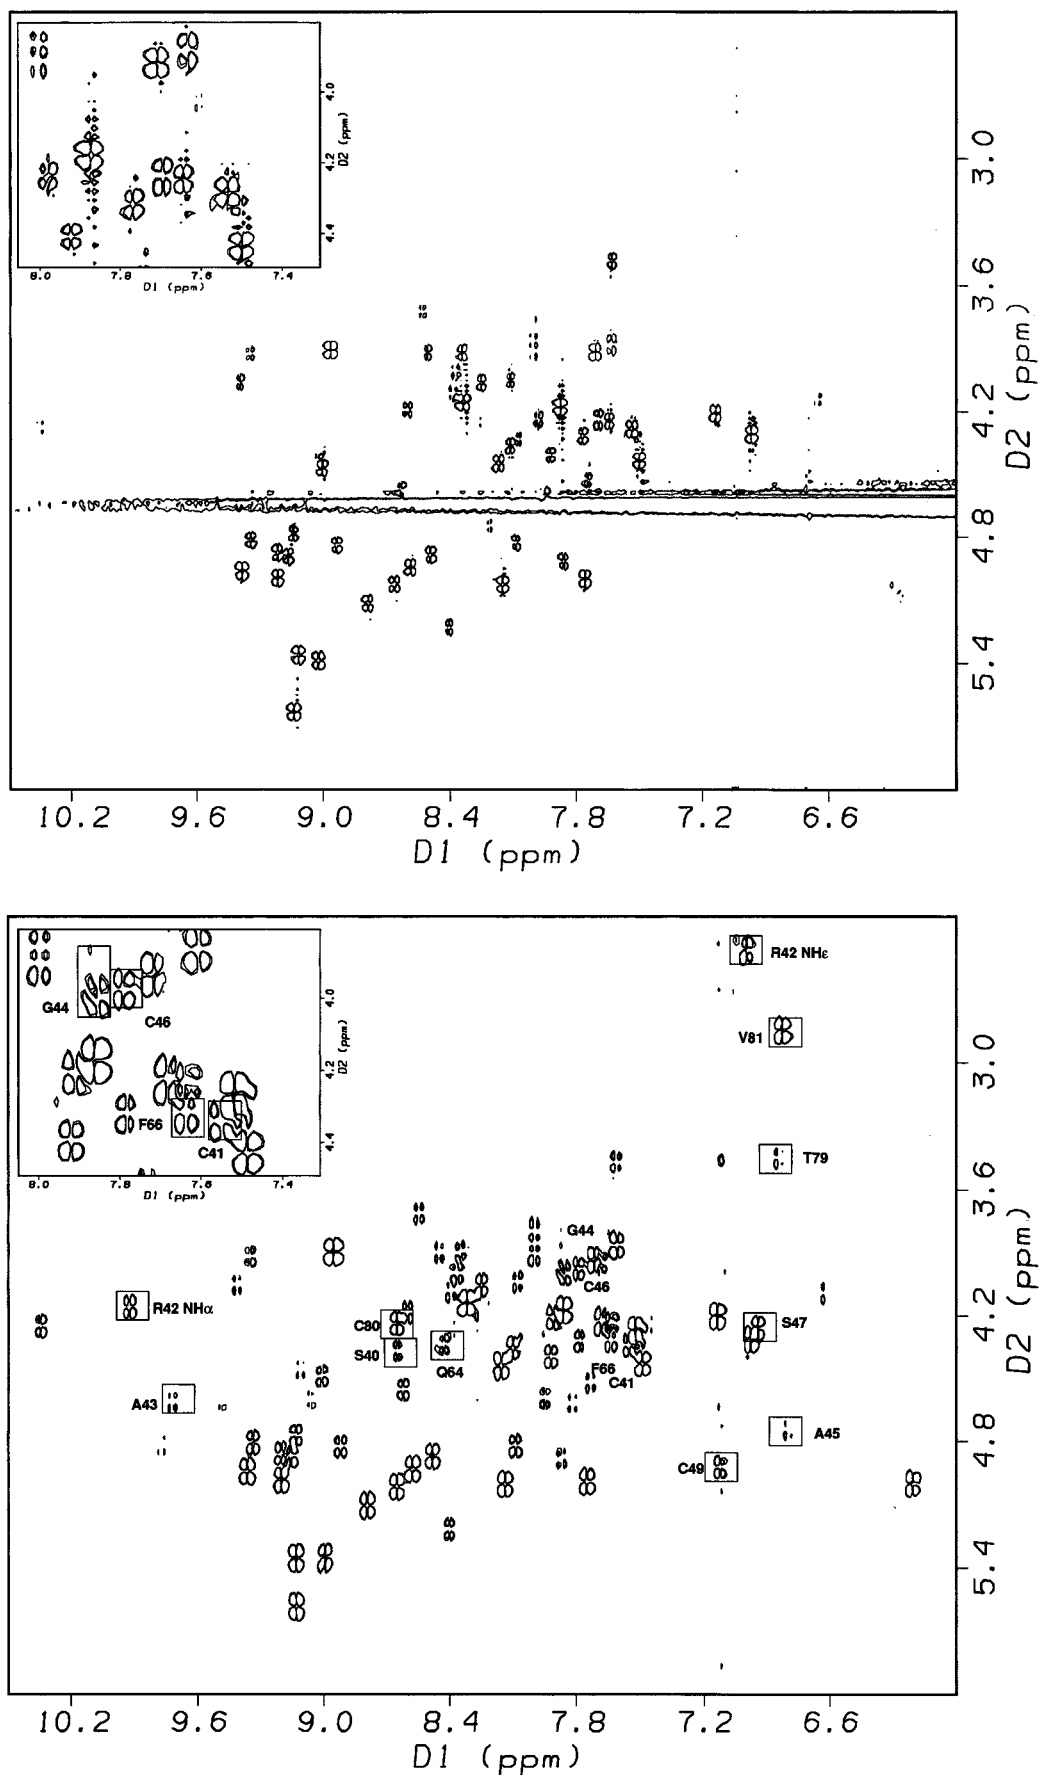 4.0
4.2
4.4
D2 (ppm)
8.0 7.8 7.6 7.4
D1 (ppm)
3.0
3.6
4.2
4.8
5.4
D2 (ppm)
10.2 9.6 9.0 8.4 7.8 7.2 6.6
D1 (ppm)
G44
C46
F66
C41
4.0
4.2
4.4
D2 (ppm)
8.0 7.8 7.6 7.4
D1 (ppm)
R42 NHε
V81
T79
G44
C46
R42 NHα
C80
S40
Q64
F66
C41
S47
A43
A45
C49
3.0
3.6
4.2
4.8
5.4
D2 (ppm)
10.2 9.6 9.0 8.4 7.8 7.2 6.6
D1 (ppm)